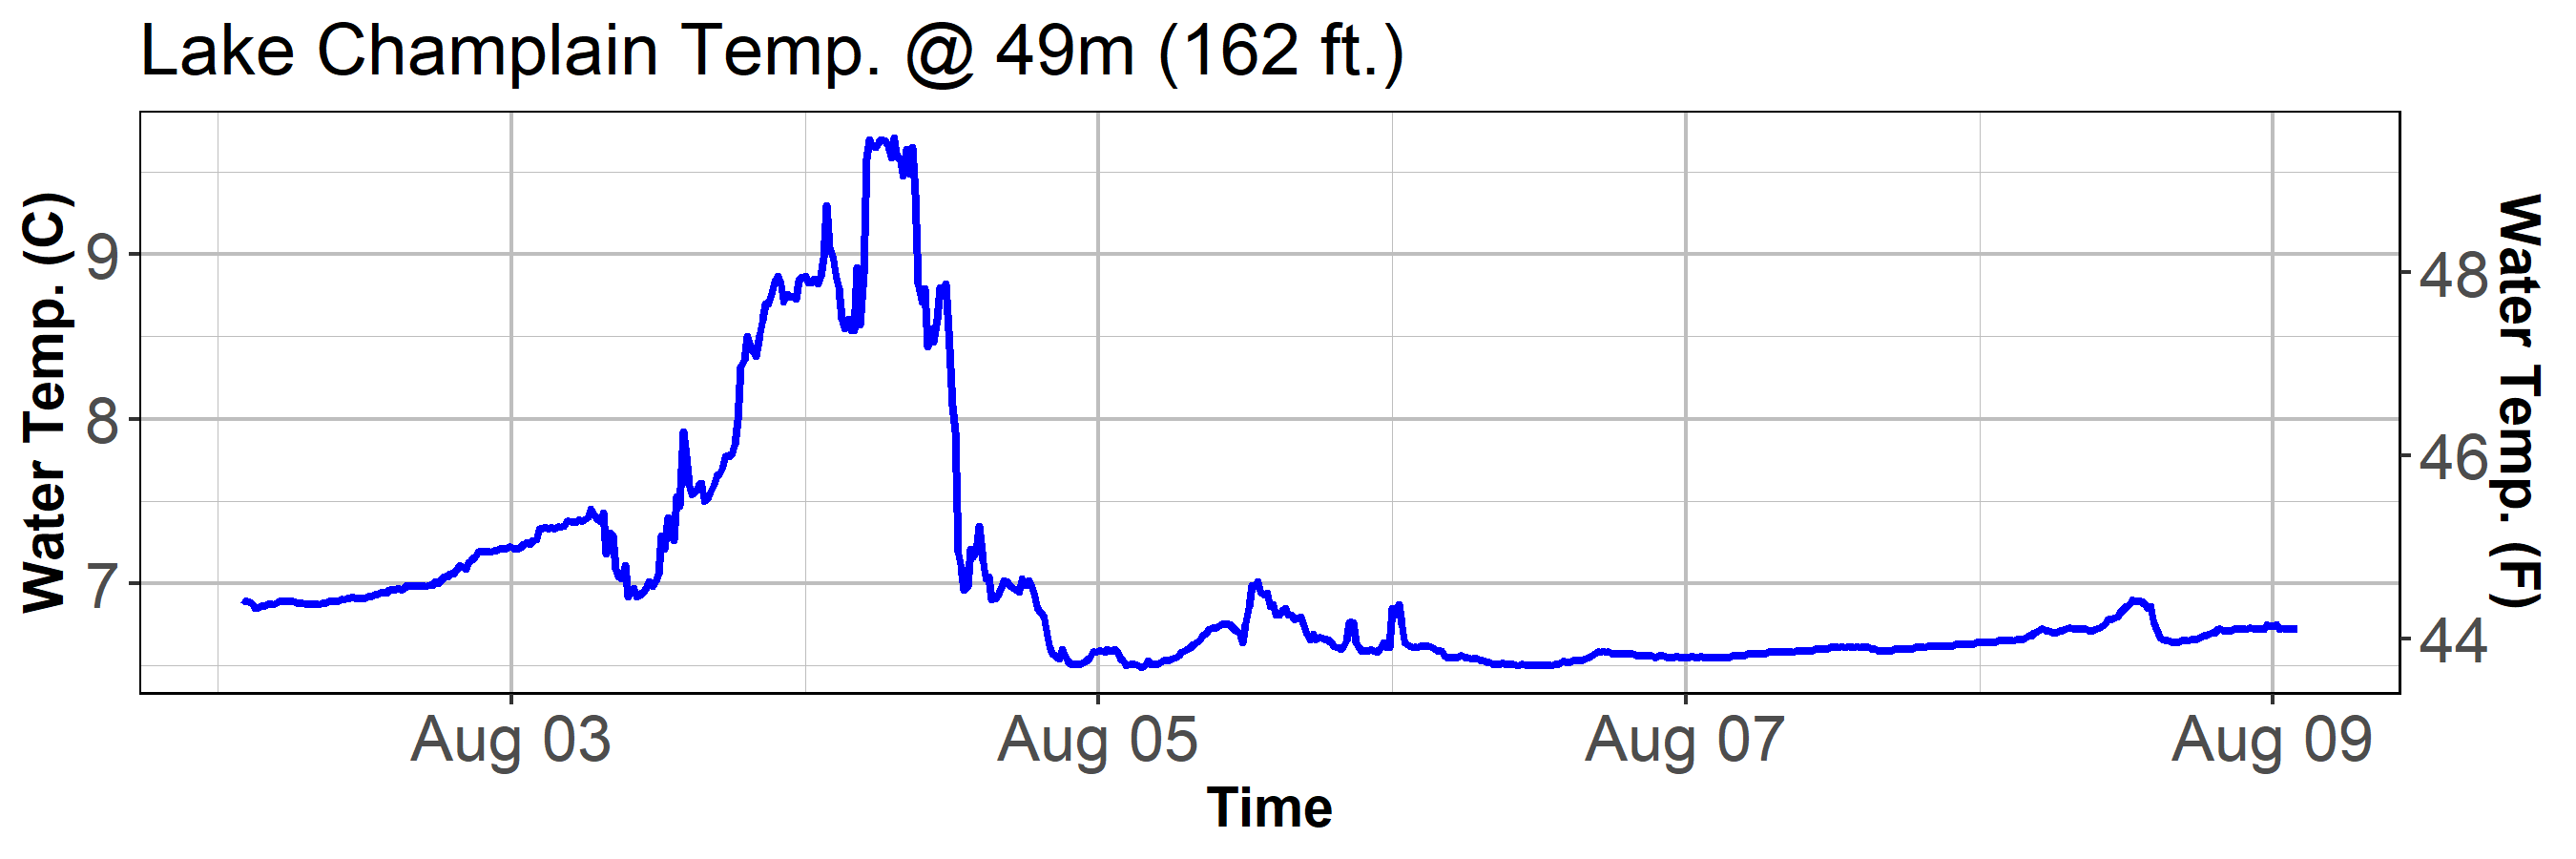 Lake Champlain Temp. @ 49m (162 ft.)
Water Temp. (C)
9
8
7
48
46
44
Water Temp. (F)
Aug 03 Aug 05 Aug 07 Aug 09
Time